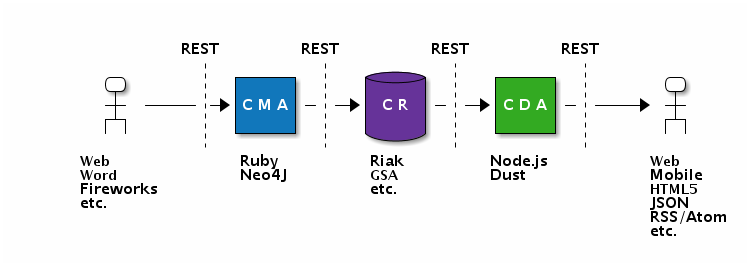 REST REST REST REST
CMA CR CDA
Web
Word
Fireworks
etc.
Ruby
Neo4J
Riak
GSA
etc.
Node.js
Dust
Web
Mobile
HTML5
JSON
RSS/Atom
etc.